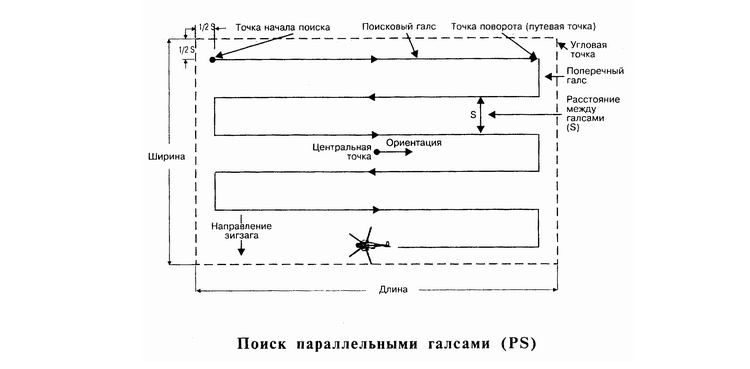 1/2 S
Точка начала поиска
Поисковый галс
Точка поворота (путевая точка)
1/2 S
Угловая
точка
Поперечный
галс
S
Расстояние
между
галсами
(S)
Ширина
Центральная
точка
Ориентация
Направление
зигзага
Длина
Поиск параллельными галсами (PS)